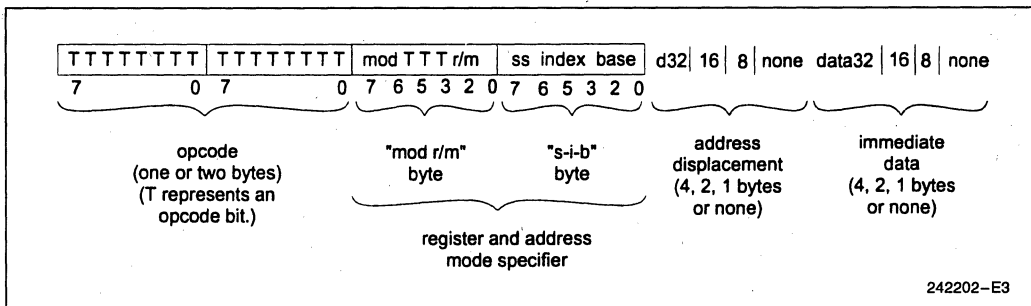 T T T T T T T T T T T T T T T T mod T T T r/m ss index base d32 | 16 | 8 | none data32 | 16 | 8 | none
7 0 7 0 7 6 5 3 2 0 7 6 5 3 2 0
opcode
(one or two bytes)
(T represents an
opcode bit.)
"mod r/m"
byte
"s-i-b"
byte
address
displacement
(4, 2, 1 bytes
or none)
immediate
data
(4, 2, 1 bytes
or none)
register and address
mode specifier
242202–E3